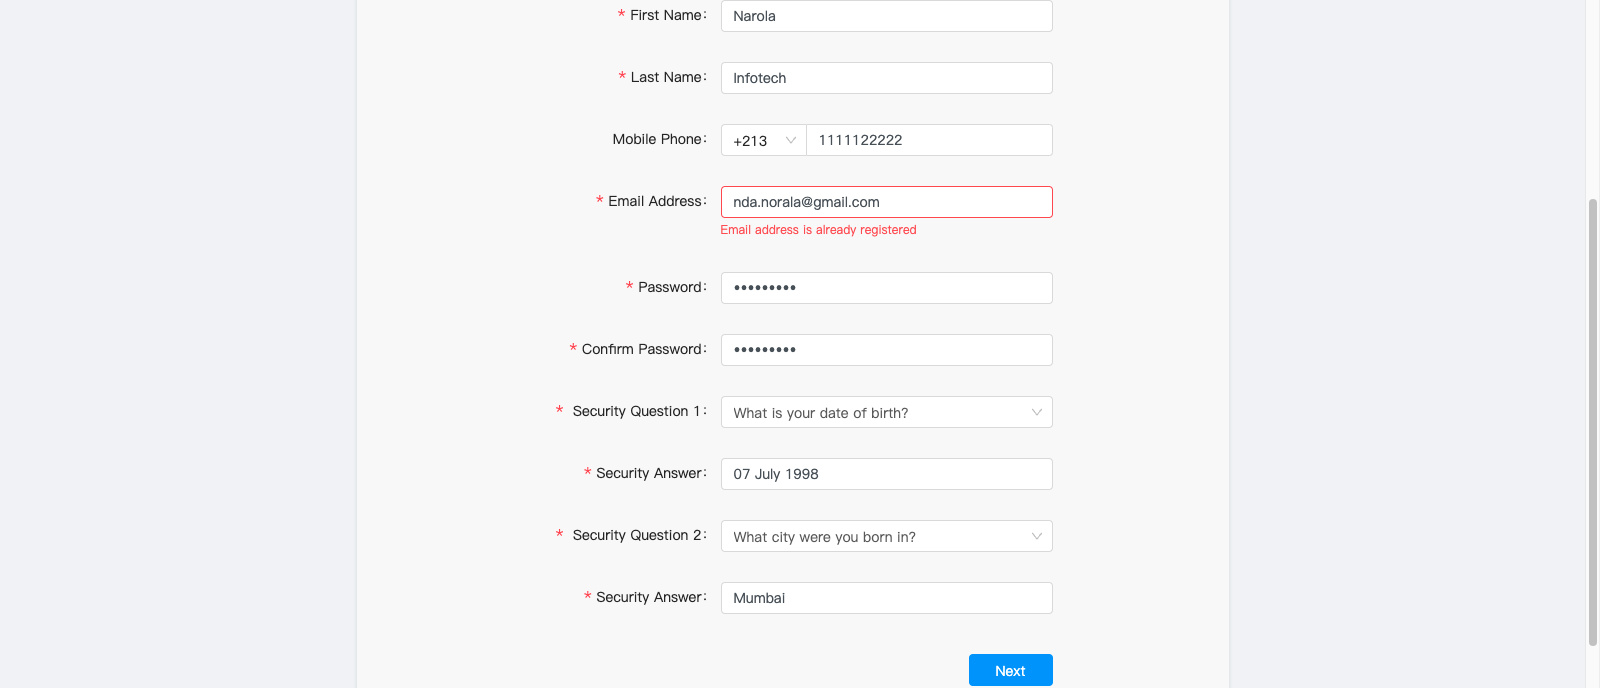 * First Name: Narola
* Last Name: Infotech
Mobile Phone: +213 1111122222
* Email Address: nda.norala@gmail.com
Email address is already registered
* Password: •••••••••
* Confirm Password: •••••••••
* Security Question 1: What is your date of birth?
* Security Answer: 07 July 1998
* Security Question 2: What city were you born in?
* Security Answer: Mumbai
Next